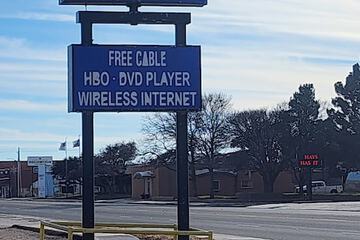 FREE CABLE
HBO - DVD PLAYER
WIRELESS INTERNET
HAYS
HAS IT